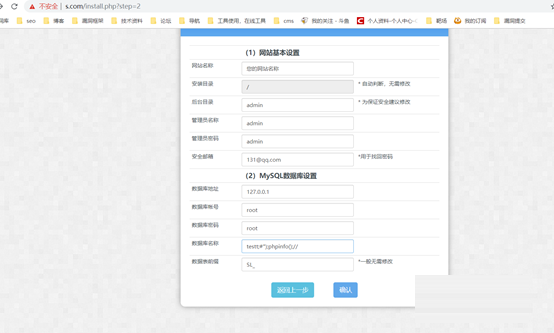 不安全 | s.com/install.php?step=2
seo 博客 漏洞框架 技术资料 论坛 导航 工具使用、在线工具 cms 我的关注 - 斗鱼 个人资料-个人中心- 靶场 我的订阅 漏洞提交
（1）网站基本设置
网站名称 您的网站名称
安装目录 / * 自动判断，无需修改
后台目录 admin * 为保证安全建议修改
管理员名称 admin
管理员密码 admin
安全邮箱 131@qq.com *用于找回密码
（2）MySQL数据库设置
数据库地址 127.0.0.1
数据库帐号 root
数据库密码 root
数据库名称
数据表前缀 SL_ *一般无需修改
返回上一步 确认